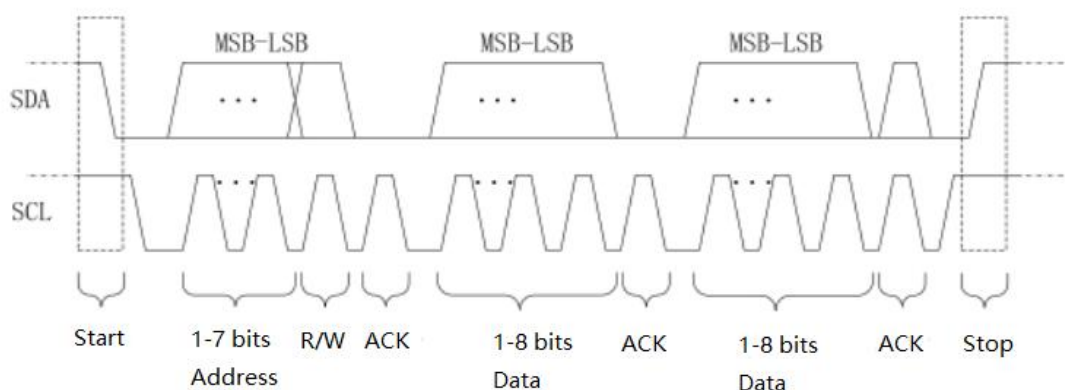 MSB-LSB MSB-LSB MSB-LSB
SDA
SCL
Start 1-7 bits R/W ACK 1-8 bits ACK 1-8 bits ACK Stop
Address Data Data